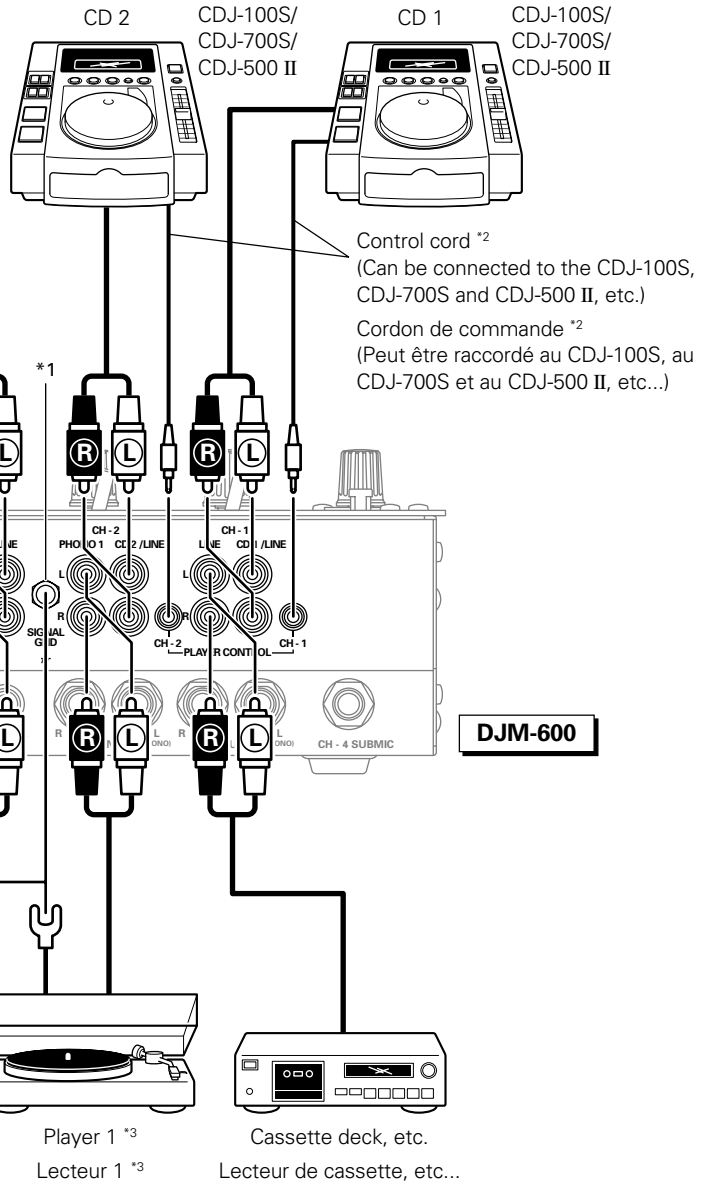 CD 2
CDJ-100S/
CDJ-700S/
CDJ-500 II
CD 1
CDJ-100S/
CDJ-700S/
CDJ-500 II
Control cord *2
(Can be connected to the CDJ-100S,
CDJ-700S and CDJ-500 II, etc.)
Cordon de commande *2
(Peut être raccordé au CDJ-100S, au
CDJ-700S et au CDJ-500 II, etc...)
*1
L R L R L
CH - 2 CH - 1
PHONO 1 CD 2 /LINE LINE CD 1 /LINE
L L
R R
SIGNAL
GND
CH - 2 CH - 1
PLAYER CONTROL
R L R L
CH - 4 SUBMIC
L R L R L
DJM-600
Player 1 *3
Lecteur 1 *3
Cassette deck, etc.
Lecteur de cassette, etc...